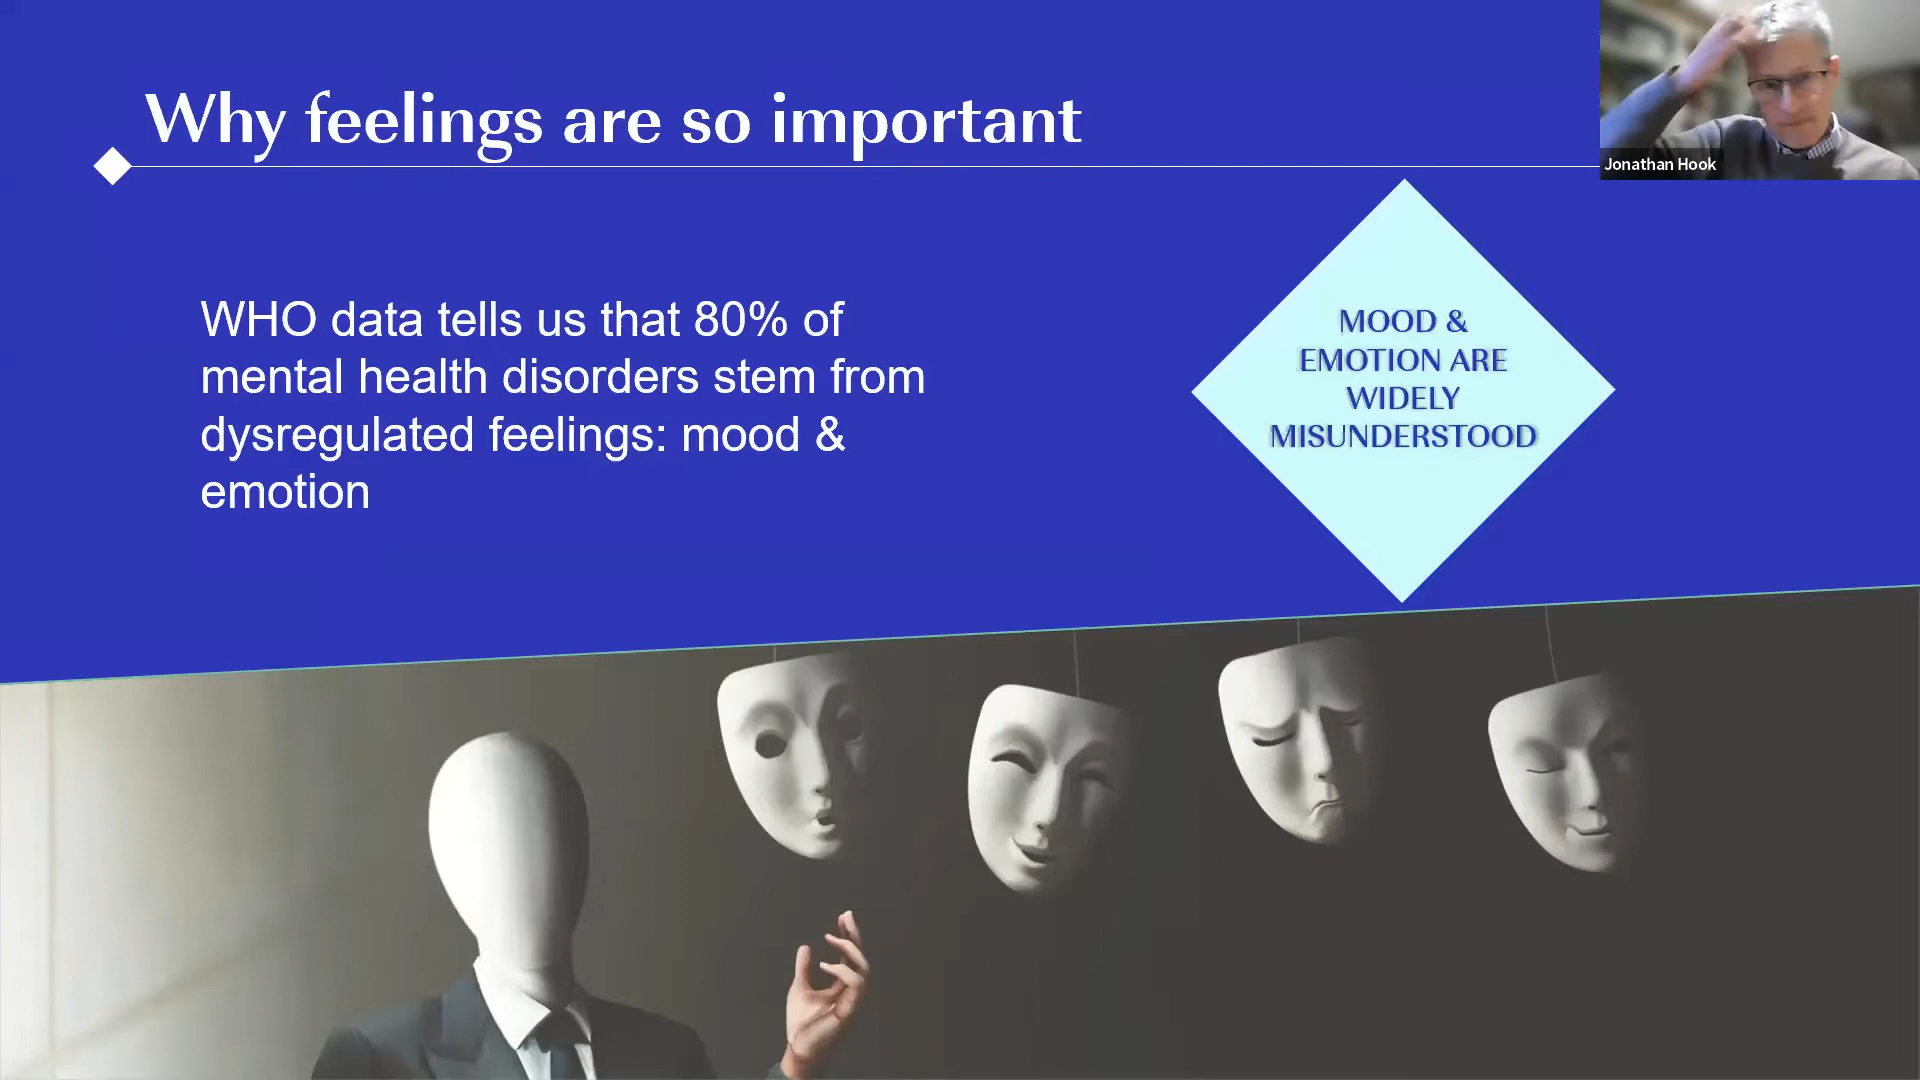 Why feelings are so important
Jonathan Hook
WHO data tells us that 80% of
mental health disorders stem from
dysregulated feelings: mood &
emotion
MOOD &
EMOTION ARE
WIDELY
MISUNDERSTOOD